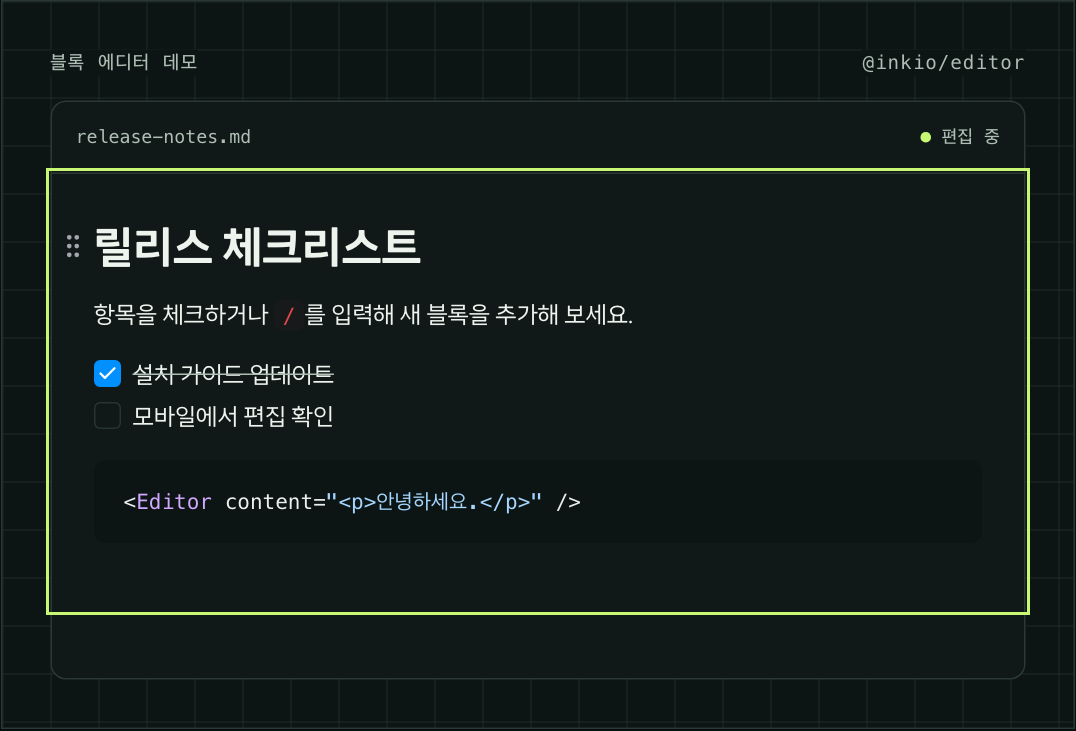 블록 에디터 데모
@inkio/editor
release-notes.md
편집 중
릴리스 체크리스트
항목을 체크하거나 / 를 입력해 새 블록을 추가해 보세요.
설치 가이드 업데이트
모바일에서 편집 확인
<Editor content="<p>안녕하세요.</p>" />